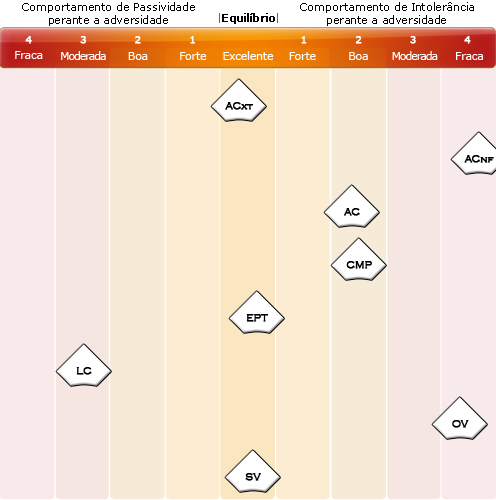 Comportamento de Passividade
perante a adversidade
|Equilíbrio|
Comportamento de Intolerância
perante a adversidade
4 3 2 1 1 2 3 4
Fraca Moderada Boa Forte Excelente Forte Boa Moderada Fraca
ACxt
ACnf
AC
CMP
EPT
LC
OV
SV